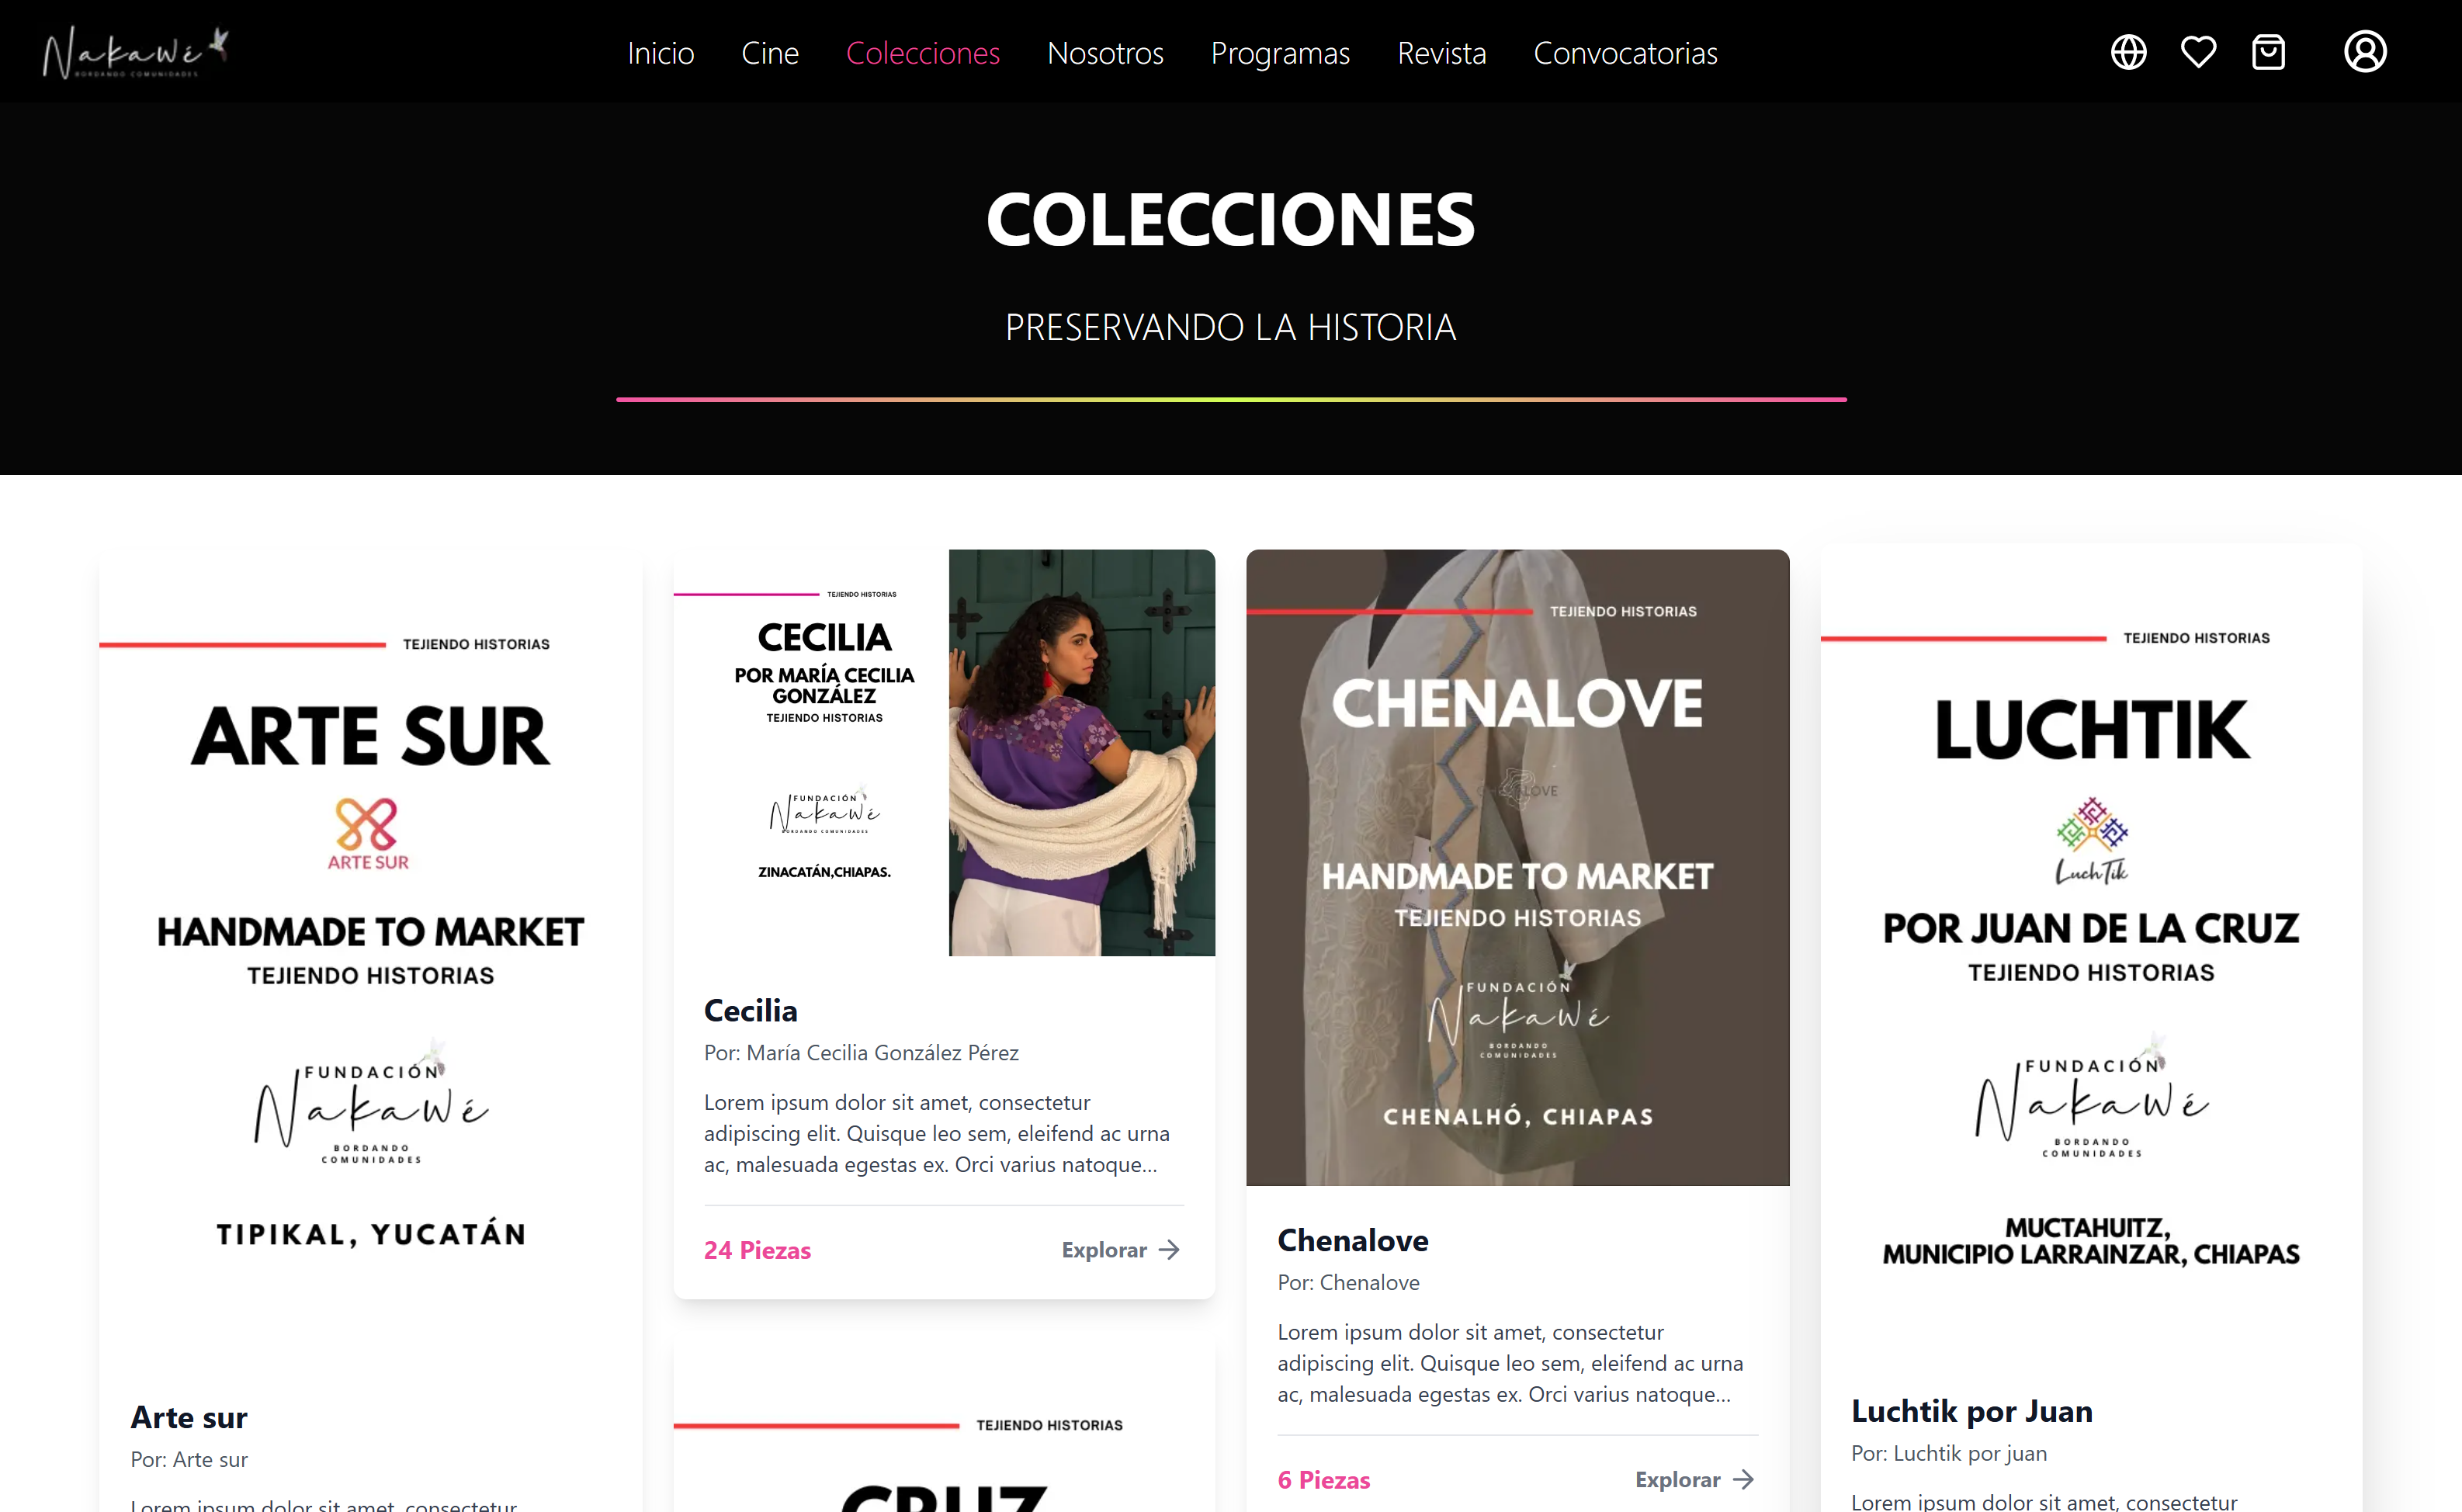 Nakawé
BORDANDO COMUNIDADES
Inicio
Cine
Colecciones
Nosotros
Programas
Revista
Convocatorias
COLECCIONES
PRESERVANDO LA HISTORIA
TEJIENDO HISTORIAS
ARTE SUR
ARTE SUR
HANDMADE TO MARKET
TEJIENDO HISTORIAS
FUNDACIÓN
Nakawé
BORDANDO
COMUNIDADES
TIPIKAL, YUCATÁN
Arte sur
Por: Arte sur
Lorem ipsum dolor sit amet, consectetur
TEJIENDO HISTORIAS
CECILIA
POR MARÍA CECILIA
GONZÁLEZ
TEJIENDO HISTORIAS
FUNDACIÓN
Nakawé
BORDANDO COMUNIDADES
ZINACATÁN,CHIAPAS.
Cecilia
Por: María Cecilia González Pérez
Lorem ipsum dolor sit amet, consectetur
adipiscing elit. Quisque leo sem, eleifend ac urna
ac, malesuada egestas ex. Orci varius natoque...
24 Piezas
Explorar
TEJIENDO HISTORIAS
CRUZ
TEJIENDO HISTORIAS
CHENALOVE
CHENALOVE
HANDMADE TO MARKET
TEJIENDO HISTORIAS
FUNDACIÓN
Nakawé
BORDANDO
COMUNIDADES
CHENALHÓ, CHIAPAS
Chenalove
Por: Chenalove
Lorem ipsum dolor sit amet, consectetur
adipiscing elit. Quisque leo sem, eleifend ac urna
ac, malesuada egestas ex. Orci varius natoque...
6 Piezas
Explorar
TEJIENDO HISTORIAS
LUCHTIK
LuchTik
POR JUAN DE LA CRUZ
TEJIENDO HISTORIAS
FUNDACIÓN
Nakawé
BORDANDO
COMUNIDADES
MUCTAHUITZ,
MUNICIPIO LARRAINZAR, CHIAPAS
Luchtik por Juan
Por: Luchtik por juan
Lorem ipsum dolor sit amet, consectetur